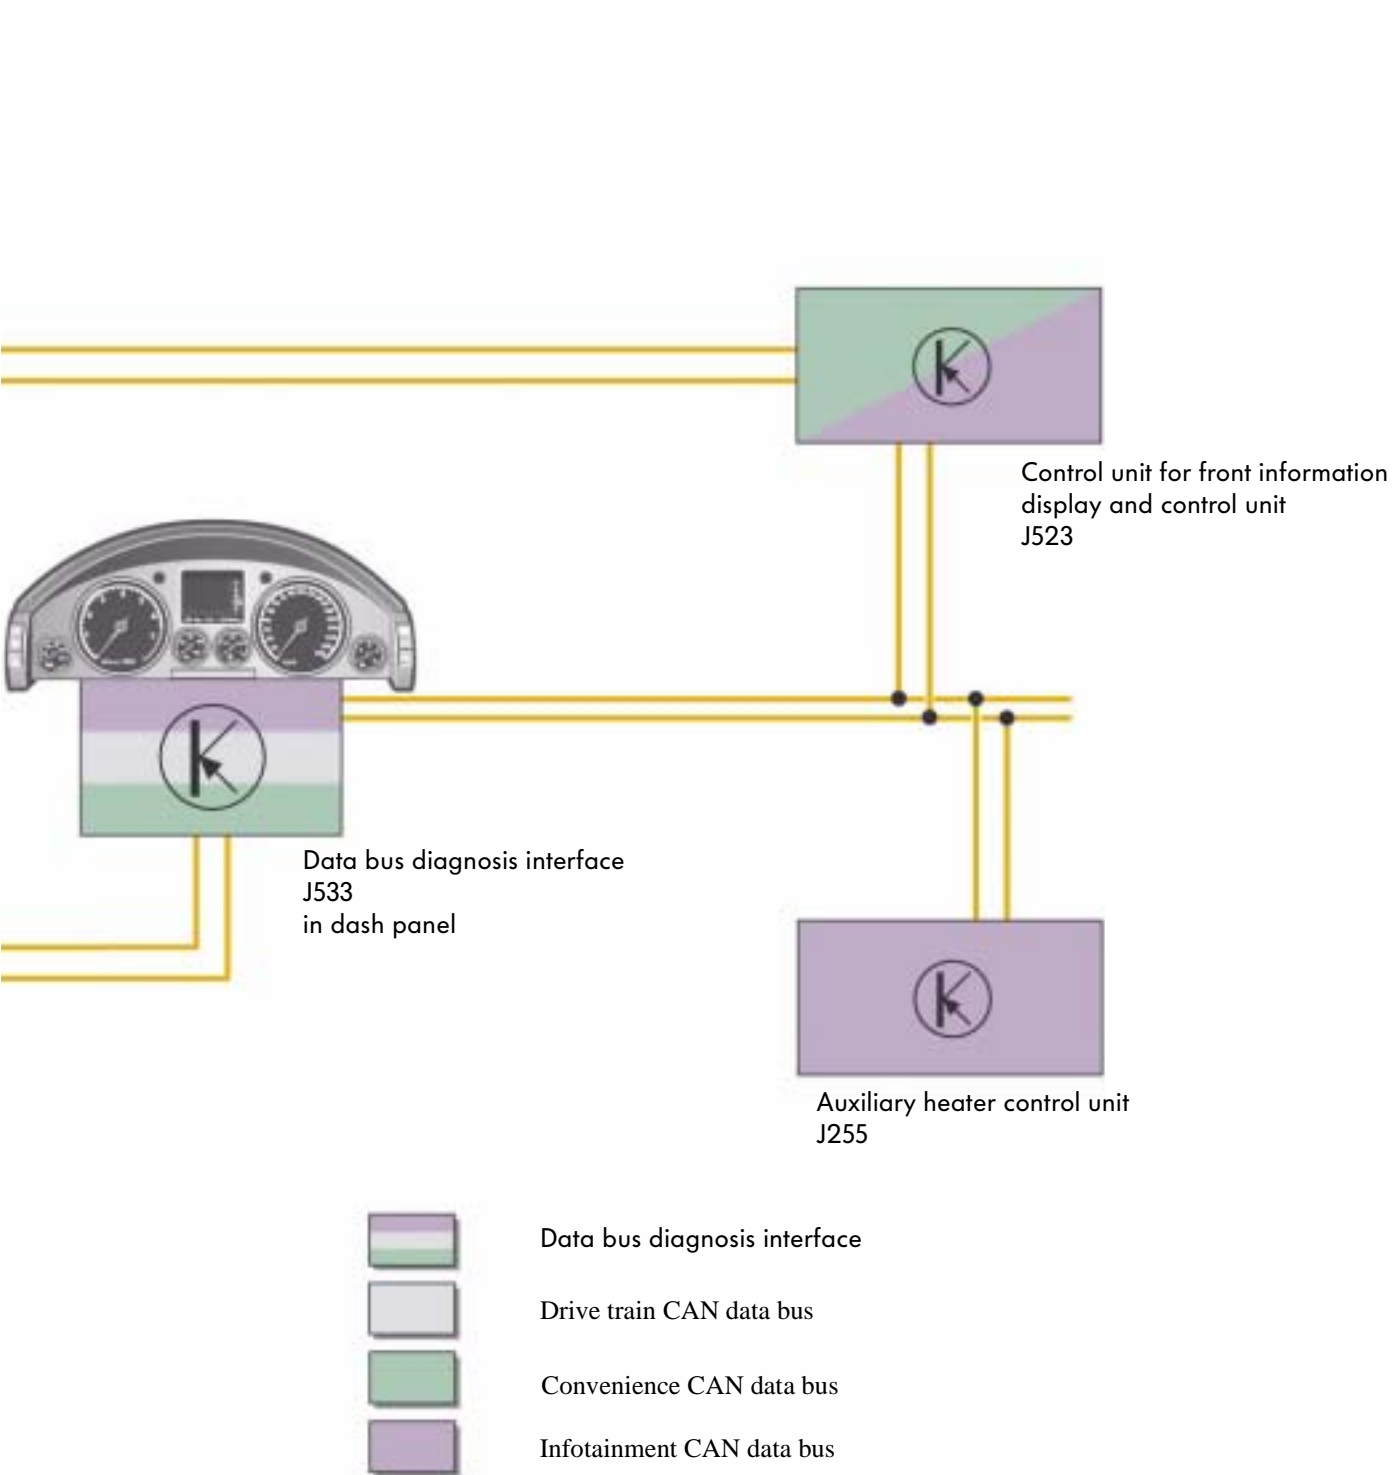 Control unit for front information
display and control unit
J523
Data bus diagnosis interface
J533
in dash panel
Auxiliary heater control unit
J255
Data bus diagnosis interface
Drive train CAN data bus
Convenience CAN data bus
Infotainment CAN data bus